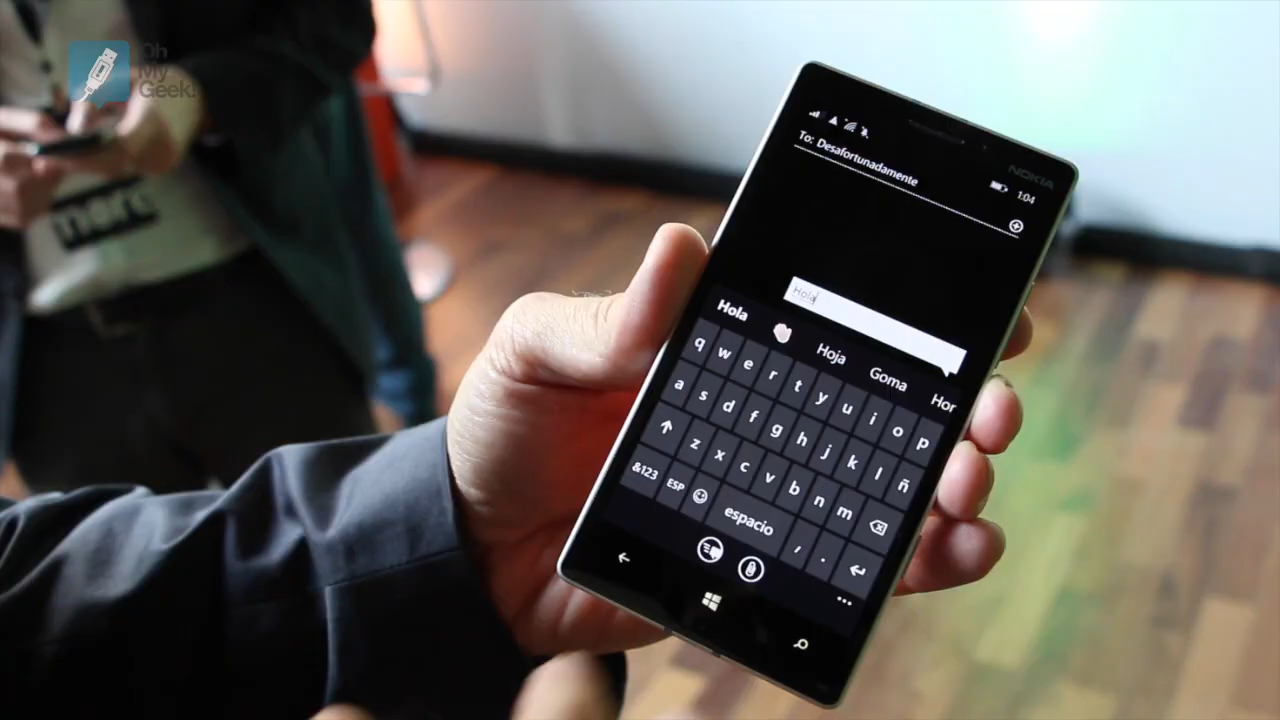 Oh
My
Geek!
NOKIA
1:04
To: Desafortunadamente
Hola
Hola Hoja Goma Hor
q w e r t y u i o p
a s d f g h j k l ñ
z x c v b n m
&123 ESP espacio , .